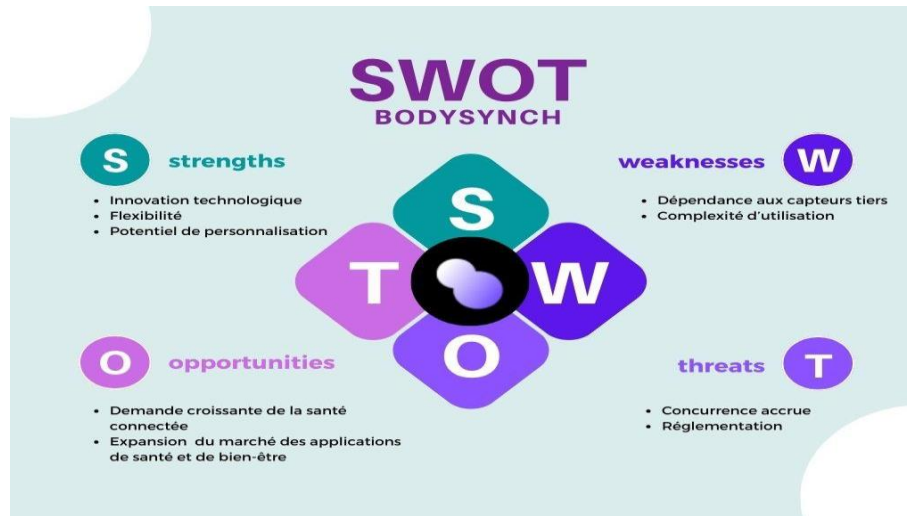 SWOT
BODYSYNCH
S strengths
• Innovation technologique
• Flexibilité
• Potentiel de personnalisation
weaknesses W
• Dépendance aux capteurs tiers
• Complexité d'utilisation
S
T W
O
O opportunities
• Demande croissante de la santé
connectée
• Expansion du marché des applications
de santé et de bien-être
threats T
• Concurrence accrue
• Réglementation